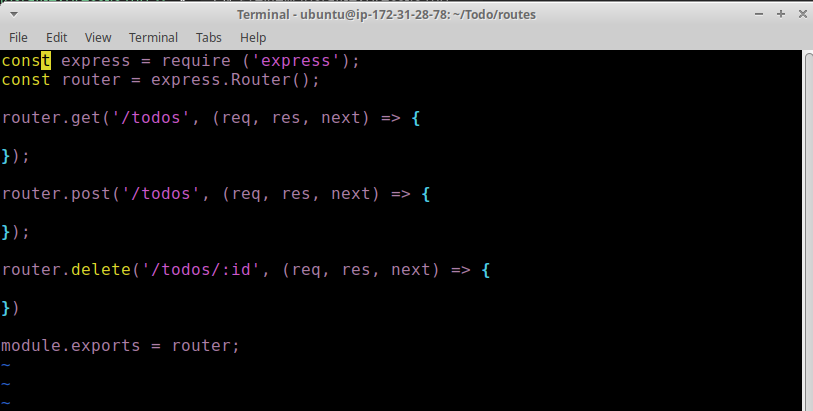 Terminal - ubuntu@ip-172-31-28-78: ~/Todo/routes
File Edit View Terminal Tabs Help
const express = require ('express');
const router = express.Router();
router.get('/todos', (req, res, next) => {
});
router.post('/todos', (req, res, next) => {
});
router.delete('/todos/:id', (req, res, next) => {
})
module.exports = router;
~
~
~